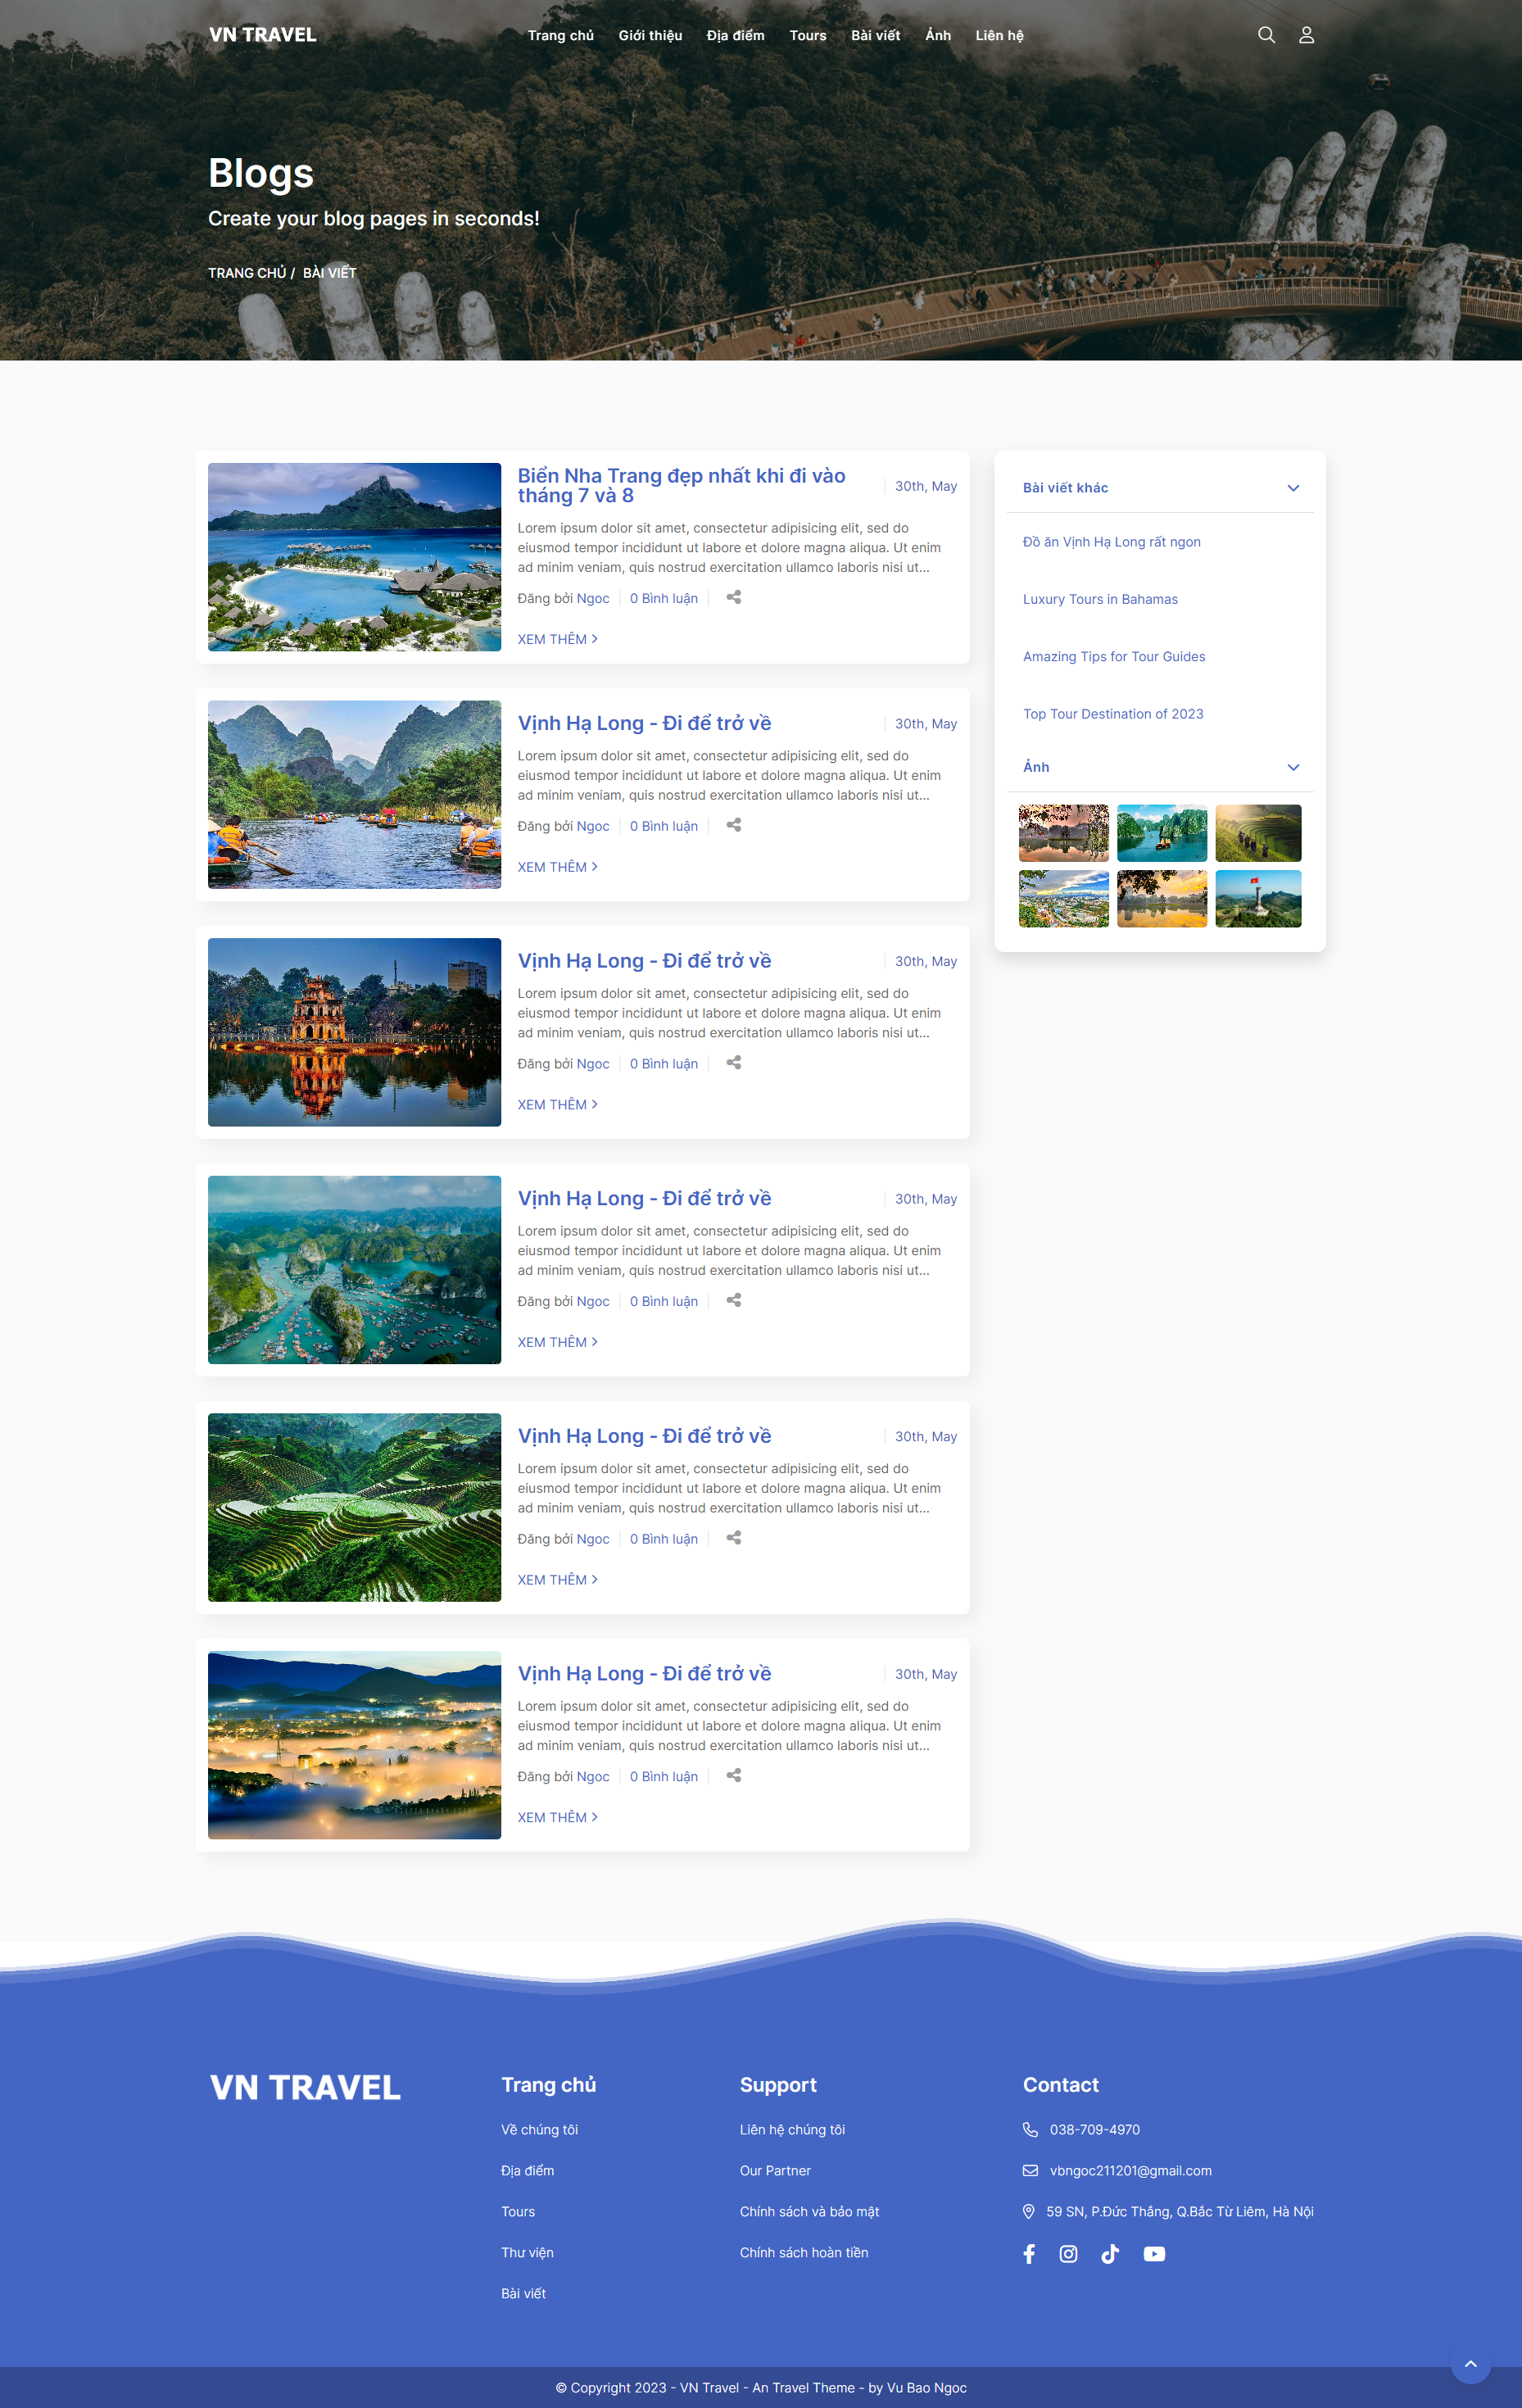 VN TRAVEL
Trang chủ Giới thiệu Địa điểm Tours Bài viết Ảnh Liên hệ
Blogs
Create your blog pages in seconds!
TRANG CHỦ / BÀI VIẾT
Biển Nha Trang đẹp nhất khi đi vào
tháng 7 và 8
30th, May
Lorem ipsum dolor sit amet, consectetur adipisicing elit, sed do
eiusmod tempor incididunt ut labore et dolore magna aliqua. Ut enim
ad minim veniam, quis nostrud exercitation ullamco laboris nisi ut...
Đăng bởi Ngoc 0 Bình luận
XEM THÊM
Vịnh Hạ Long - Đi để trở về
30th, May
Lorem ipsum dolor sit amet, consectetur adipisicing elit, sed do
eiusmod tempor incididunt ut labore et dolore magna aliqua. Ut enim
ad minim veniam, quis nostrud exercitation ullamco laboris nisi ut...
Đăng bởi Ngoc 0 Bình luận
XEM THÊM
Vịnh Hạ Long - Đi để trở về
30th, May
Lorem ipsum dolor sit amet, consectetur adipisicing elit, sed do
eiusmod tempor incididunt ut labore et dolore magna aliqua. Ut enim
ad minim veniam, quis nostrud exercitation ullamco laboris nisi ut...
Đăng bởi Ngoc 0 Bình luận
XEM THÊM
Vịnh Hạ Long - Đi để trở về
30th, May
Lorem ipsum dolor sit amet, consectetur adipisicing elit, sed do
eiusmod tempor incididunt ut labore et dolore magna aliqua. Ut enim
ad minim veniam, quis nostrud exercitation ullamco laboris nisi ut...
Đăng bởi Ngoc 0 Bình luận
XEM THÊM
Vịnh Hạ Long - Đi để trở về
30th, May
Lorem ipsum dolor sit amet, consectetur adipisicing elit, sed do
eiusmod tempor incididunt ut labore et dolore magna aliqua. Ut enim
ad minim veniam, quis nostrud exercitation ullamco laboris nisi ut...
Đăng bởi Ngoc 0 Bình luận
XEM THÊM
Vịnh Hạ Long - Đi để trở về
30th, May
Lorem ipsum dolor sit amet, consectetur adipisicing elit, sed do
eiusmod tempor incididunt ut labore et dolore magna aliqua. Ut enim
ad minim veniam, quis nostrud exercitation ullamco laboris nisi ut...
Đăng bởi Ngoc 0 Bình luận
XEM THÊM
Bài viết khác
Đồ ăn Vịnh Hạ Long rất ngon
Luxury Tours in Bahamas
Amazing Tips for Tour Guides
Top Tour Destination of 2023
Ảnh
VN TRAVEL
Trang chủ
Về chúng tôi
Địa điểm
Tours
Thư viện
Bài viết
Support
Liên hệ chúng tôi
Our Partner
Chính sách và bảo mật
Chính sách hoàn tiền
Contact
038-709-4970
vbngoc211201@gmail.com
59 SN, P.Đức Thắng, Q.Bắc Từ Liêm, Hà Nội
© Copyright 2023 - VN Travel - An Travel Theme - by Vu Bao Ngoc